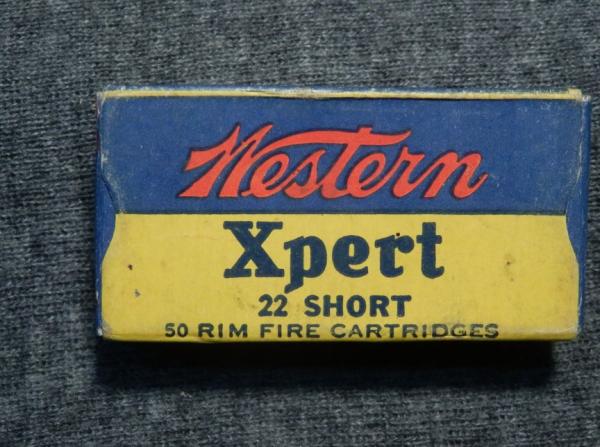 Western
Xpert
22 SHORT
50 RIM FIRE CARTRIDGES